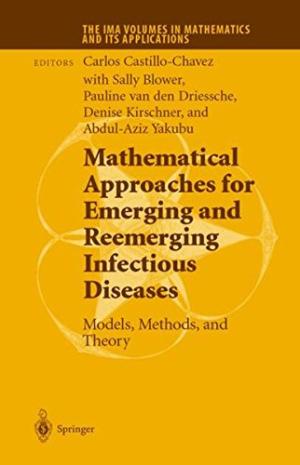 THE IMA VOLUMES IN MATHEMATICS
AND ITS APPLICATIONS
EDITORS Carlos Castillo-Chavez
with Sally Blower,
Pauline van den Driessche,
Denise Kirschner, and
Abdul-Aziz Yakubu
Mathematical
Approaches for
Emerging and
Reemerging
Infectious
Diseases
Models, Methods, and
Theory
Springer